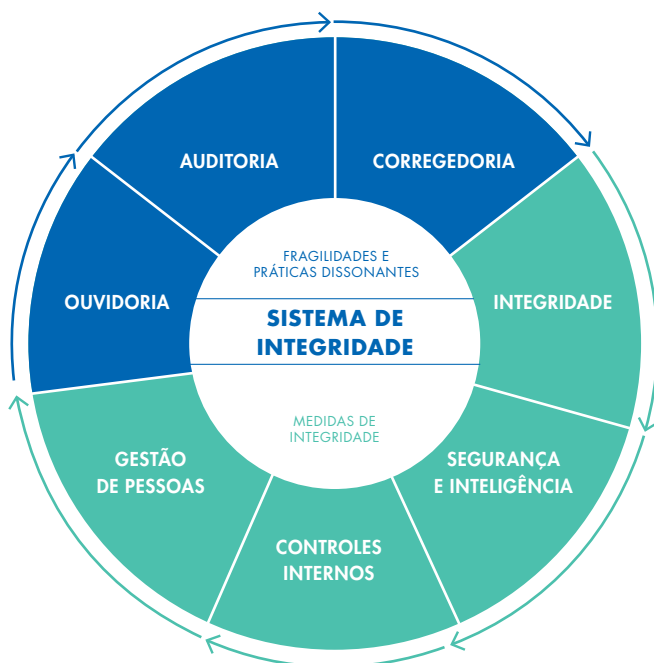 AUDITORIA
CORREGEDORIA
FRAGILIDADES E
PRÁTICAS DISSONANTES
OUVIDORIA
SISTEMA DE
INTEGRIDADE
INTEGRIDADE
MEDIDAS DE
INTEGRIDADE
GESTÃO
DE PESSOAS
SEGURANÇA
E INTELIGÊNCIA
CONTROLES
INTERNOS